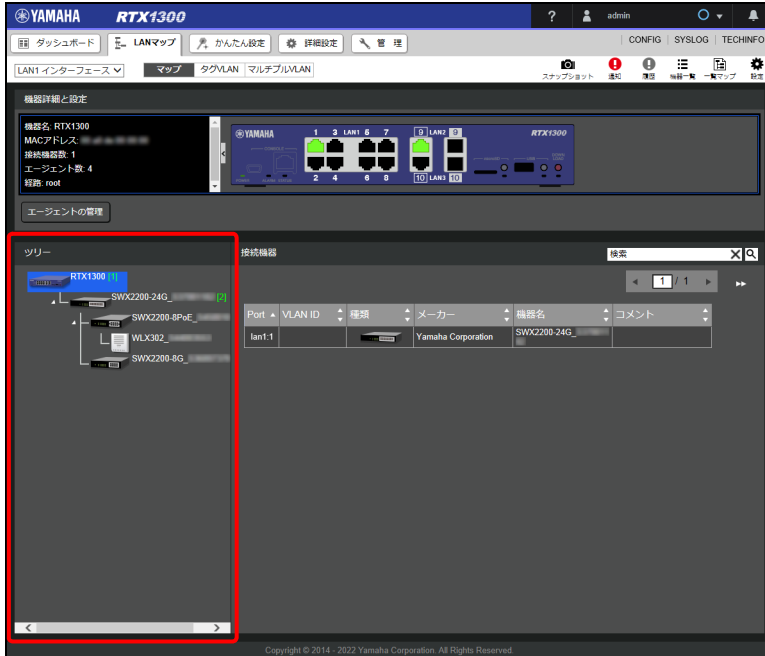 YAMAHA RTX1300 ? admin
ダッシュボード LANマップ かんたん設定 詳細設定 管 理 CONFIG SYSLOG TECHINFO
LAN1 インターフェース マップ タグVLAN マルチプルVLAN スナップショット 通知 履歴 機器一覧 一覧マップ 設定
機器詳細と設定
機器名: RTX1300
MACアドレス:
接続機器数: 1
エージェント数: 4
経路: root
YAMAHA 1 3 LAN1 5 7 9 LAN2 9 RTX1300
2 4 6 8 10 LAN3 10
エージェントの管理
ツリー
RTX1300 [1]
SWX2200-24G_ [2]
SWX2200-8PoE_
WLX302_
SWX2200-8G_
接続機器 検索
1 / 1
Port VLAN ID 種類 メーカー 機器名 コメント
lan1:1 Yamaha Corporation SWX2200-24G_
Copyright © 2014 - 2022 Yamaha Corporation. All Rights Reserved.